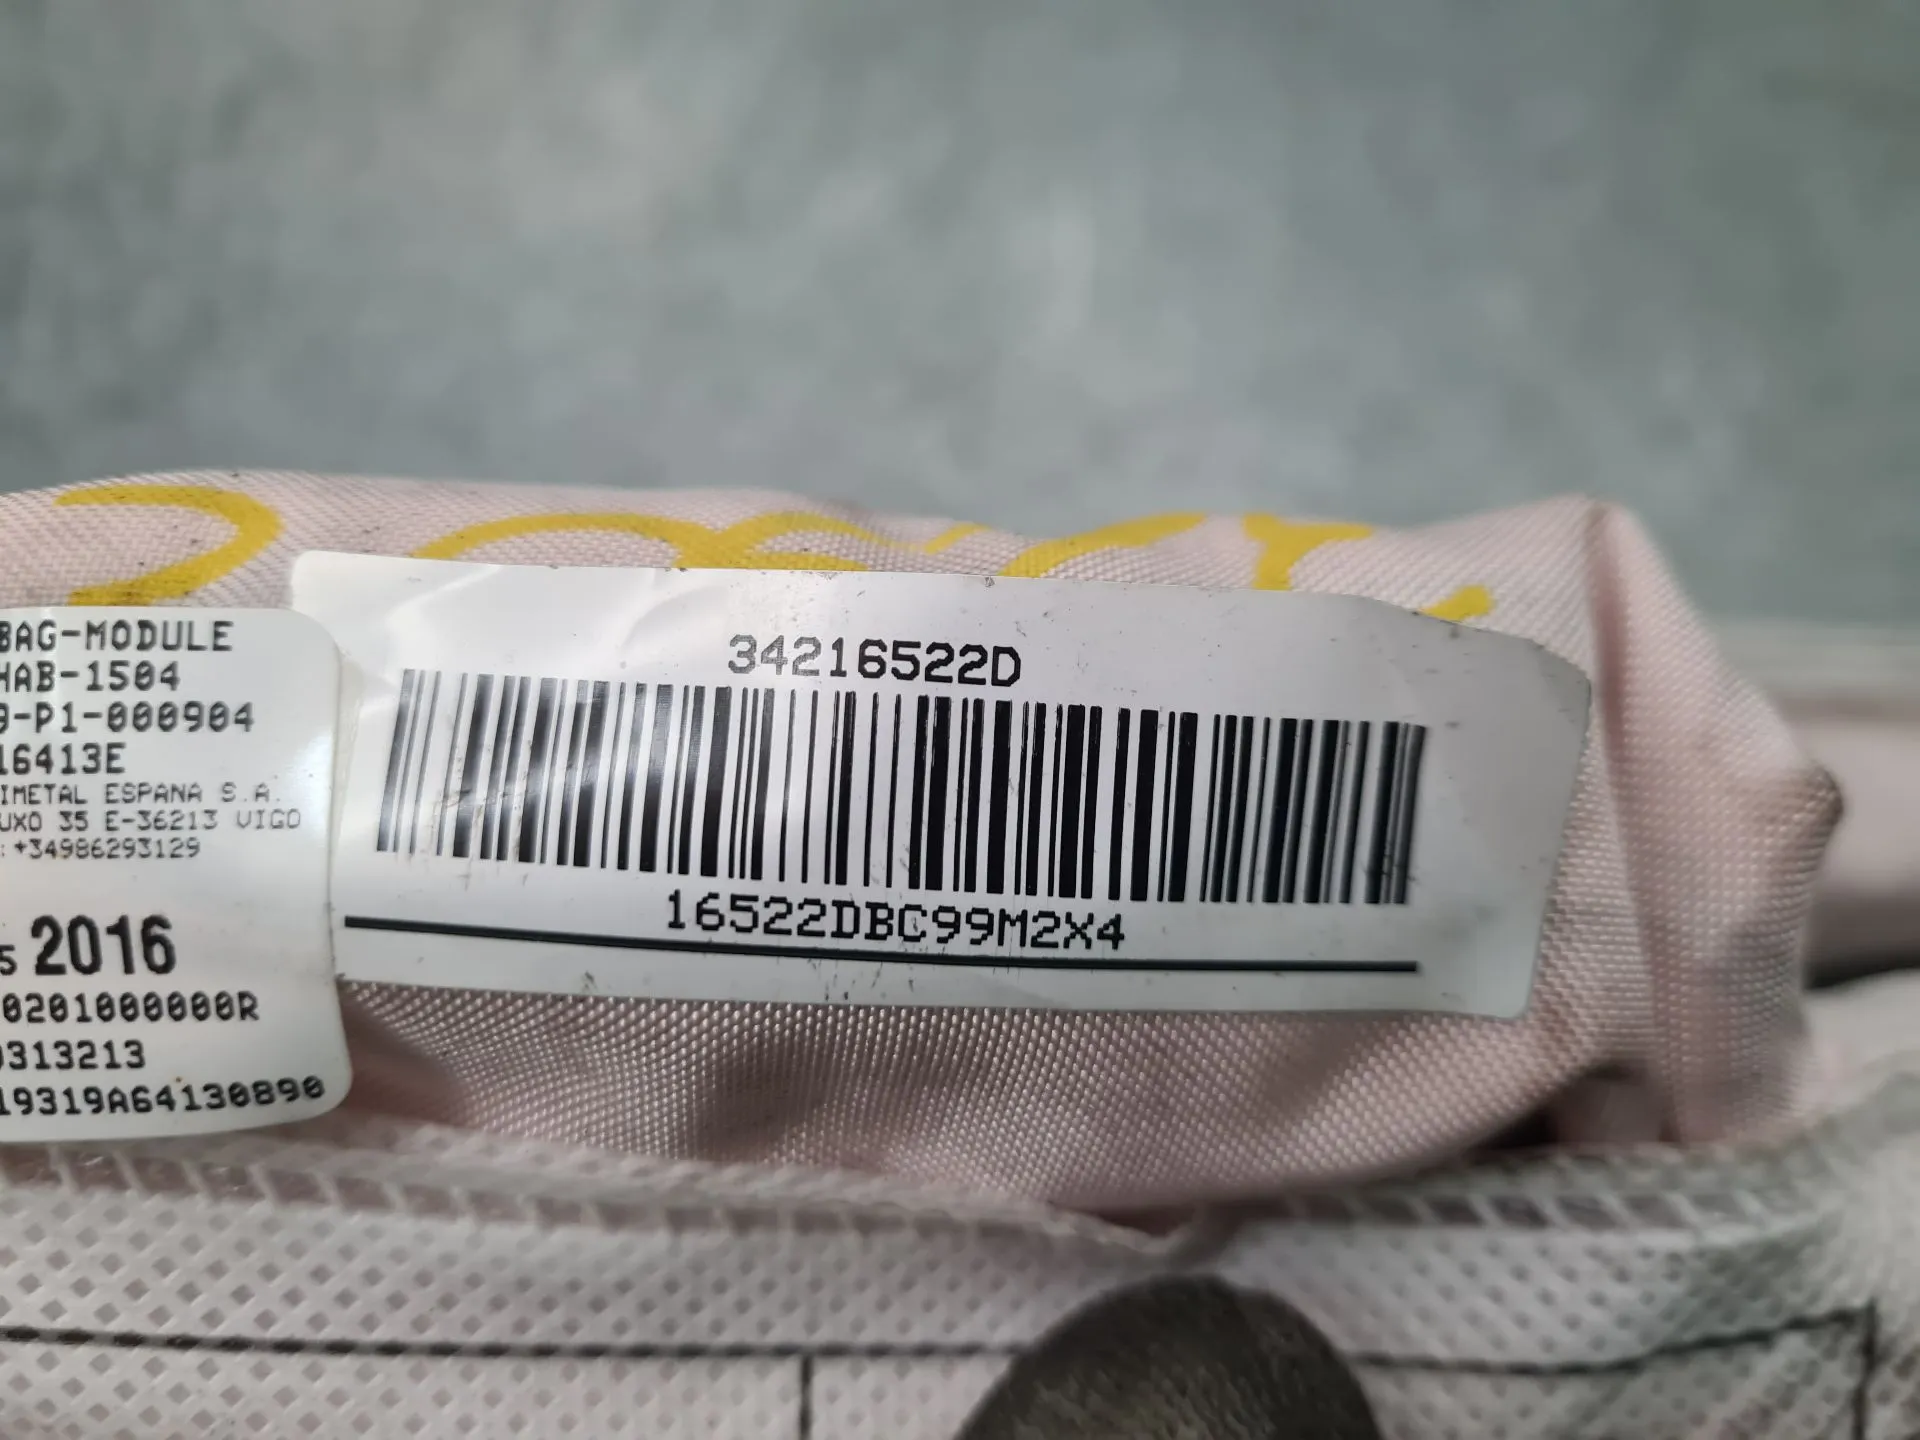 BAG-MODULE
HAB-1504
9-P1-000904
16413E
IMETAL ESPANA S.A.
UXO 35 E-36213 VIGO
: +34986293129
5 2016
0201000000R
313213
19319A64130890
34216522D
16522DBC99M2X4